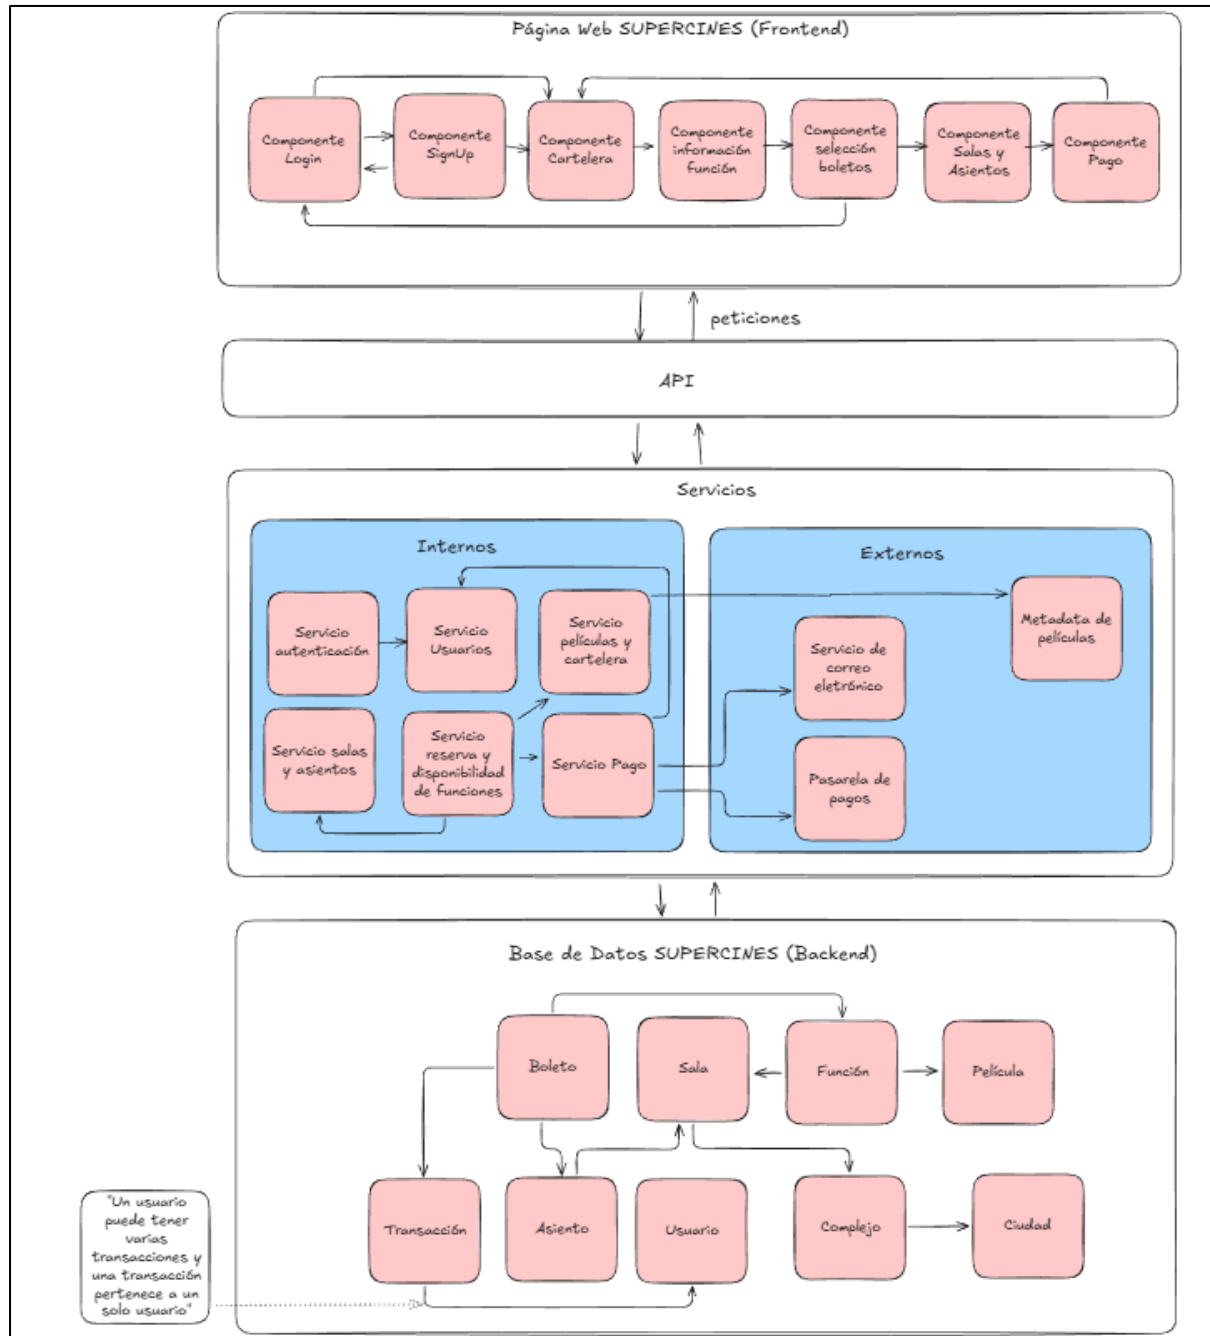 Página Web SUPERCINES (Frontend)
Componente
Login
Componente
SignUp
Componente
Cartelera
Componente
información
función
Componente
selección
boletos
Componente
Salas y
Asientos
Componente
Pago
peticiones
API
Servicios
Internos
Servicio
autenticación
Servicio
Usuarios
Servicio
películas y
cartelera
Servicio salas
y asientos
Servicio
reserva y
disponibilidad
de funciones
Servicio Pago
Externos
Metadata de
películas
Servicio de
correo
eletrónico
Pasarela de
pagos
Base de Datos SUPERCINES (Backend)
Boleto
Sala
Función
Película
Transacción
Asiento
Usuario
Complejo
Ciudad
"Un usuario
puede tener
varias
transacciones y
una transacción
pertenece a un
solo usuario"